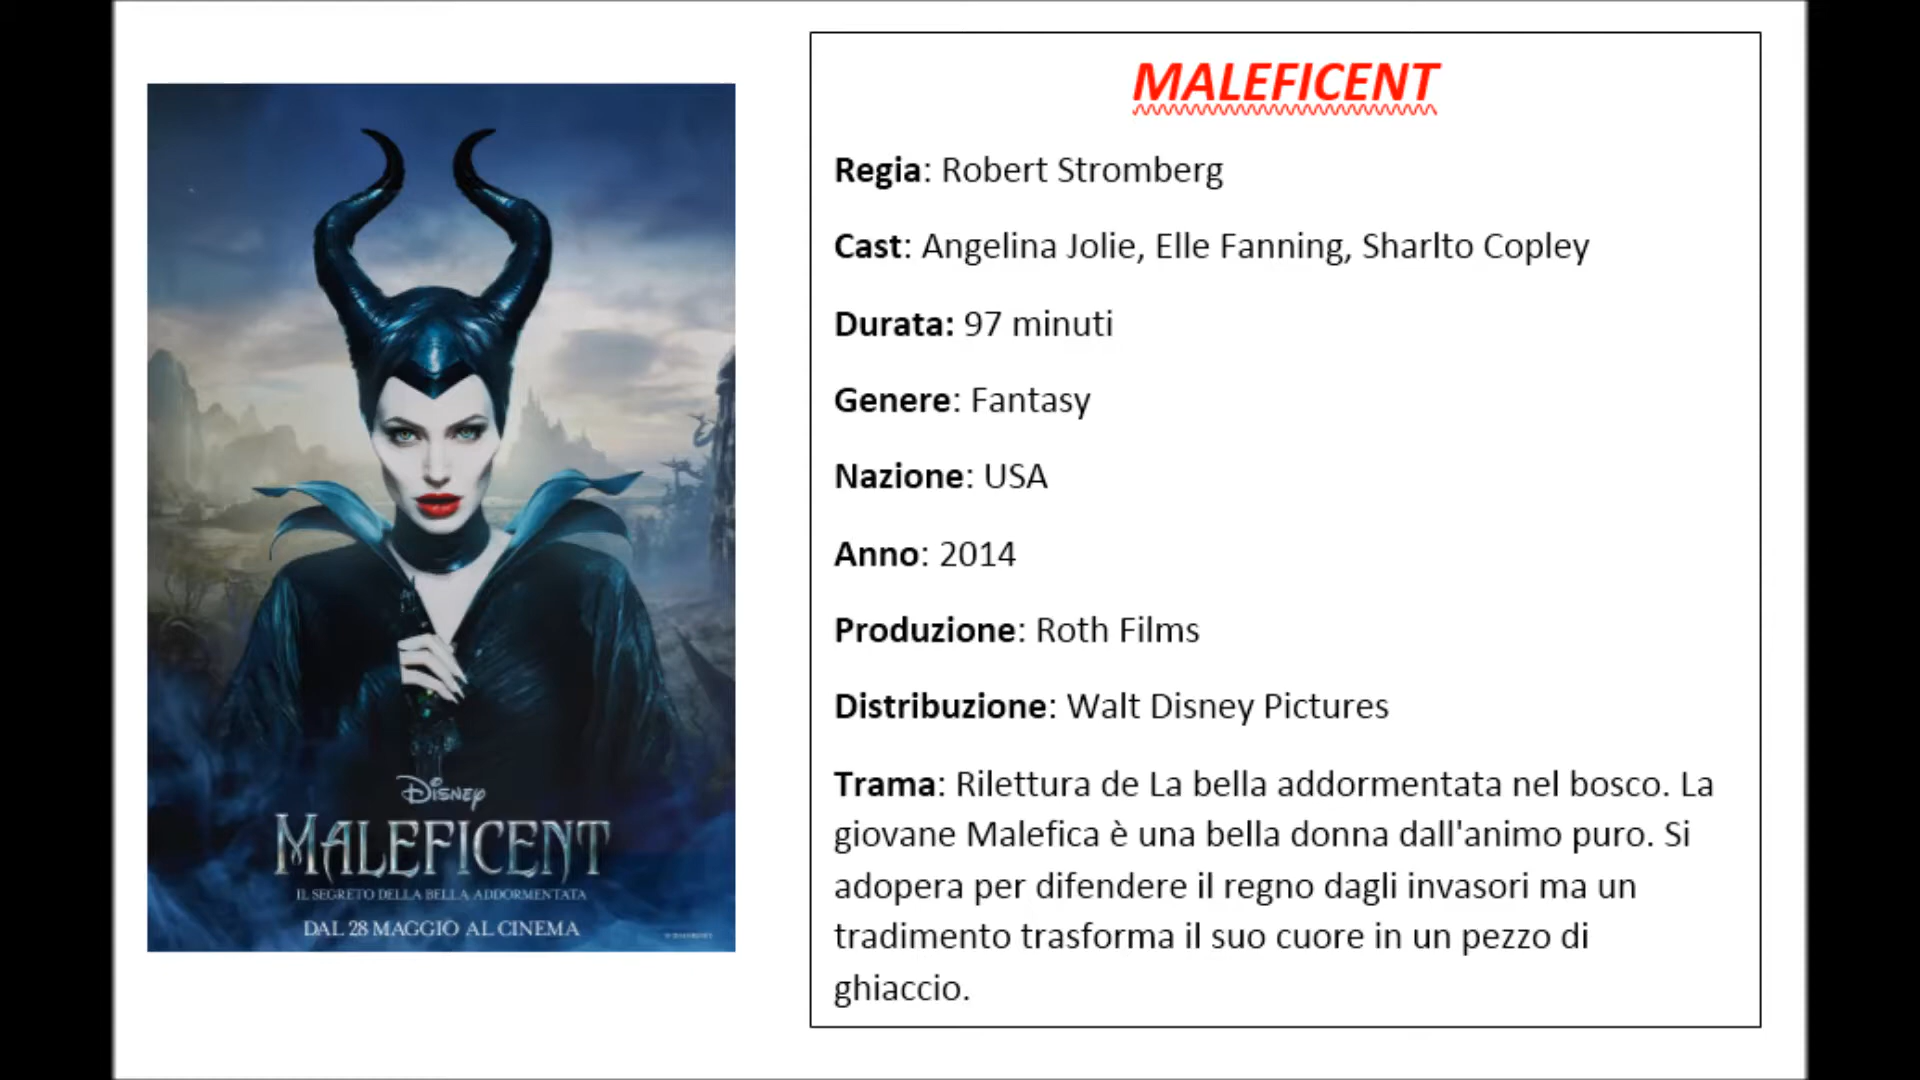 Disney
MALEFICENT
IL SEGRETO DELLA BELLA ADDORMENTATA
DAL 28 MAGGIO AL CINEMA
MALEFICENT
Regia: Robert Stromberg
Cast: Angelina Jolie, Elle Fanning, Sharlto Copley
Durata: 97 minuti
Genere: Fantasy
Nazione: USA
Anno: 2014
Produzione: Roth Films
Distribuzione: Walt Disney Pictures
Trama: Rilettura de La bella addormentata nel bosco. La
giovane Malefica è una bella donna dall'animo puro. Si
adopera per difendere il regno dagli invasori ma un
tradimento trasforma il suo cuore in un pezzo di
ghiaccio.